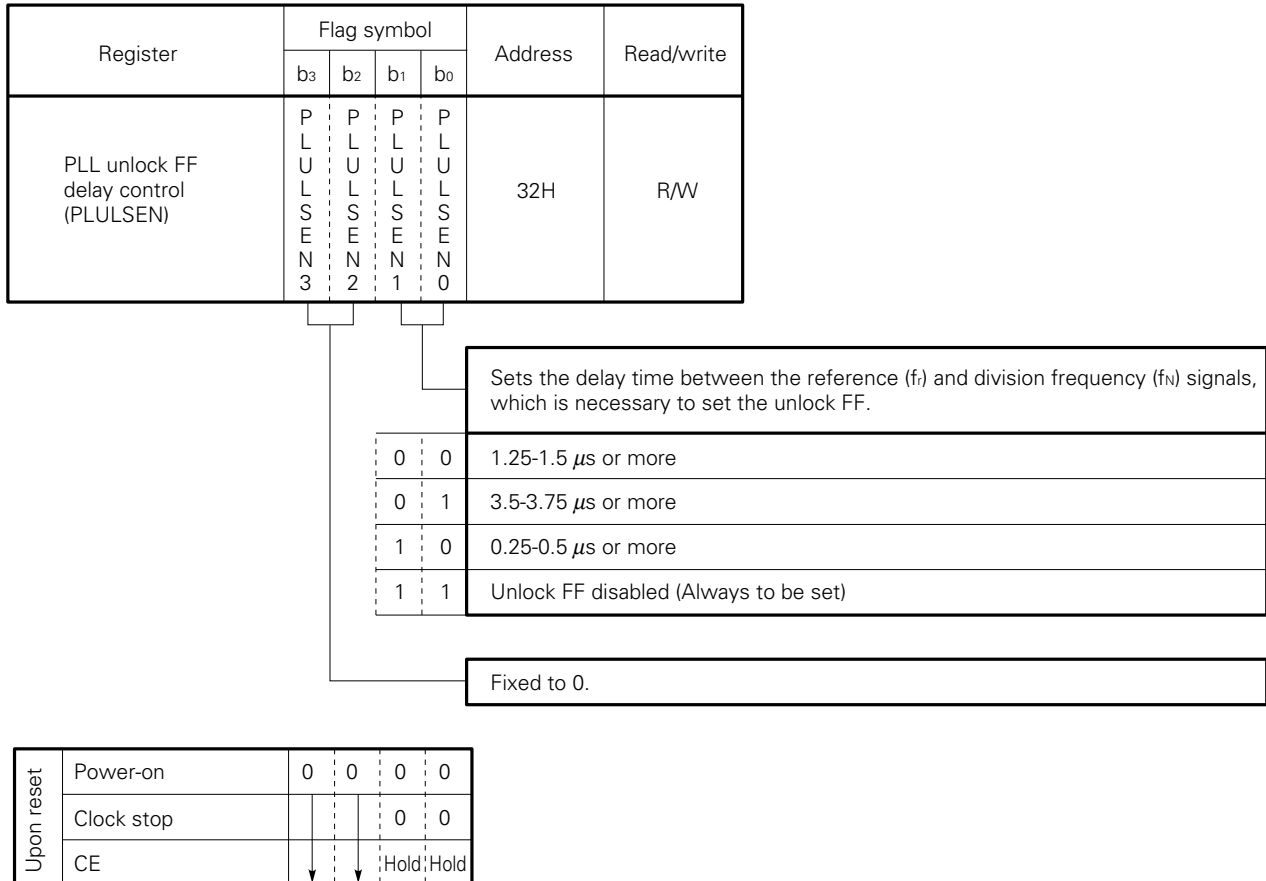 Register
Flag symbol
Address
Read/write
b3 b2 b1 b0
PLL unlock FF
delay control
(PLULSEN)
PLULSEN3
PLULSEN2
PLULSEN1
PLULSEN0
32H
R/W
Sets the delay time between the reference (fr) and division frequency (fN) signals,
which is necessary to set the unlock FF.
0 0 1.25-1.5 μs or more
0 1 3.5-3.75 μs or more
1 0 0.25-0.5 μs or more
1 1 Unlock FF disabled (Always to be set)
Fixed to 0.
Upon reset
Power-on 0 0 0 0
Clock stop 0 0
CE Hold Hold